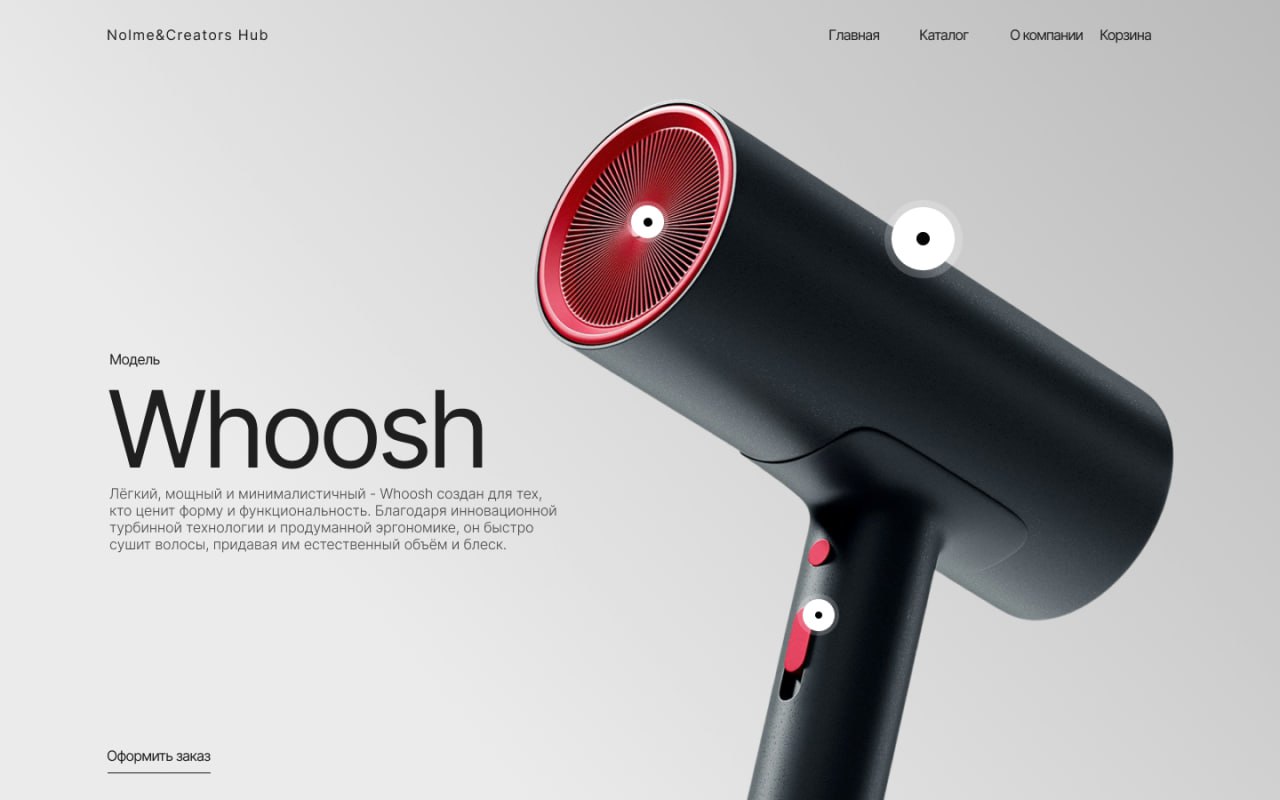 Nolme&Creators Hub
Главная Каталог О компании Корзина
Модель
Whoosh
Лёгкий, мощный и минималистичный - Whoosh создан для тех,
кто ценит форму и функциональность. Благодаря инновационной
турбинной технологии и продуманной эргономике, он быстро
сушит волосы, придавая им естественный объём и блеск.
Оформить заказ